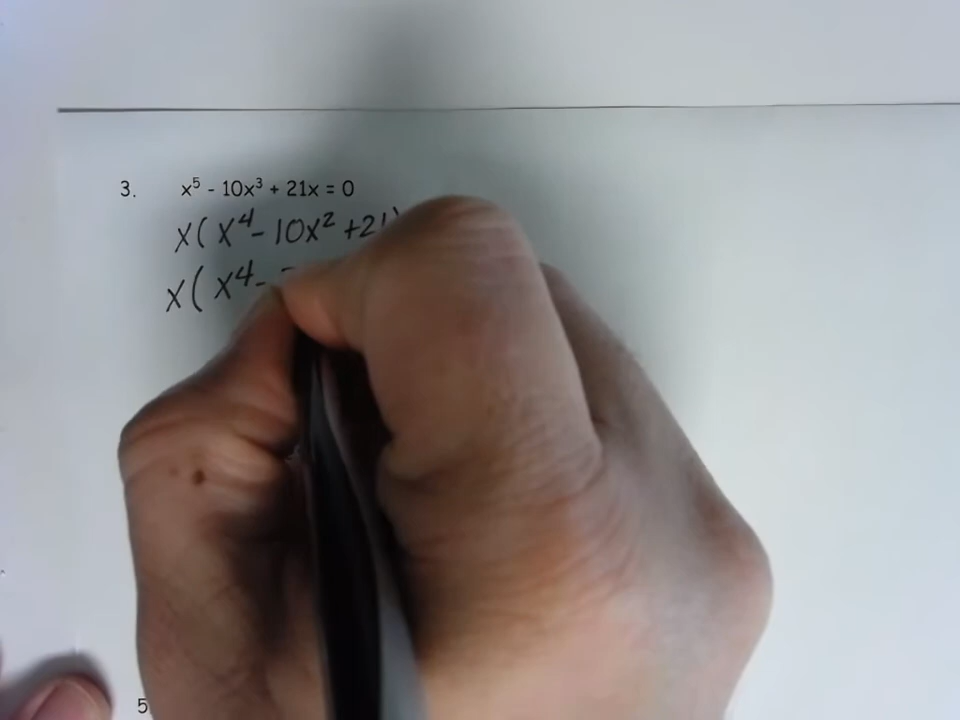 3. x⁵ - 10x³ + 21x = 0
x(x⁴- 10x² +21)
x(x⁴-
5